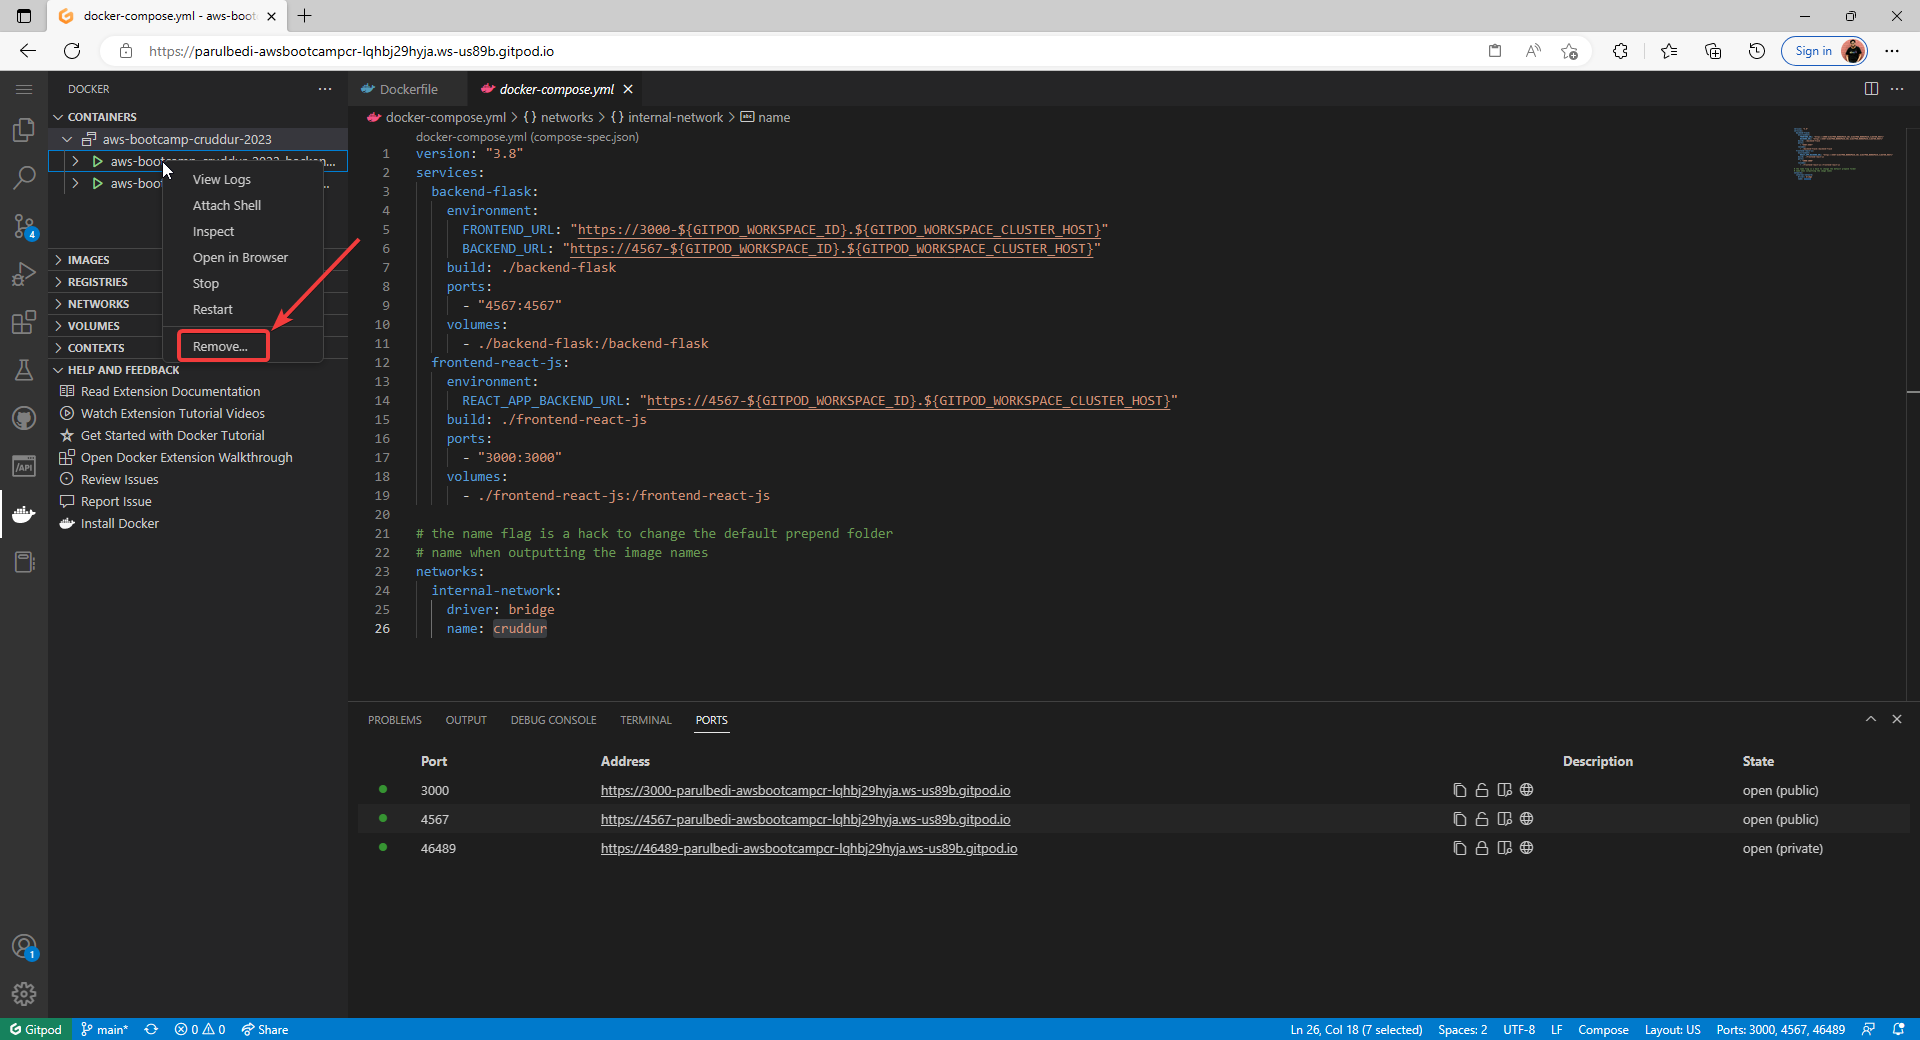 docker-compose.yml - aws-boot
https://parulbedi-awsbootcampcr-lqhbj29hyja.ws-us89b.gitpod.io
Sign in
DOCKER
CONTAINERS
aws-bootcamp-cruddur-2023
aws-bootcamp-cruddur-2023-backen...
aws-boot
...
View Logs
Attach Shell
Inspect
Open in Browser
Stop
Restart
Remove...
IMAGES
REGISTRIES
NETWORKS
VOLUMES
CONTEXTS
HELP AND FEEDBACK
Read Extension Documentation
Watch Extension Tutorial Videos
Get Started with Docker Tutorial
Open Docker Extension Walkthrough
Review Issues
Report Issue
Install Docker
4
/API
1
Dockerfile
docker-compose.yml
docker-compose.yml > {} networks > {} internal-network > abc name
docker-compose.yml (compose-spec.json)
1 version: "3.8"
2 services:
3 backend-flask:
4 environment:
5 FRONTEND_URL: "https://3000-${GITPOD_WORKSPACE_ID}.${GITPOD_WORKSPACE_CLUSTER_HOST}"
6 BACKEND_URL: "https://4567-${GITPOD_WORKSPACE_ID}.${GITPOD_WORKSPACE_CLUSTER_HOST}"
7 build: ./backend-flask
8 ports:
9 - "4567:4567"
10 volumes:
11 - ./backend-flask:/backend-flask
12 frontend-react-js:
13 environment:
14 REACT_APP_BACKEND_URL: "https://4567-${GITPOD_WORKSPACE_ID}.${GITPOD_WORKSPACE_CLUSTER_HOST}"
15 build: ./frontend-react-js
16 ports:
17 - "3000:3000"
18 volumes:
19 - ./frontend-react-js:/frontend-react-js
20
21 # the name flag is a hack to change the default prepend folder
22 # name when outputting the image names
23 networks:
24 internal-network:
25 driver: bridge
26 name: cruddur
PROBLEMS OUTPUT DEBUG CONSOLE TERMINAL PORTS
Port Address Description State
3000 https://3000-parulbedi-awsbootcampcr-lqhbj29hyja.ws-us89b.gitpod.io open (public)
4567 https://4567-parulbedi-awsbootcampcr-lqhbj29hyja.ws-us89b.gitpod.io open (public)
46489 https://46489-parulbedi-awsbootcampcr-lqhbj29hyja.ws-us89b.gitpod.io open (private)
Gitpod main* 0 0 Share Ln 26, Col 18 (7 selected) Spaces: 2 UTF-8 LF Compose Layout: US Ports: 3000, 4567, 46489